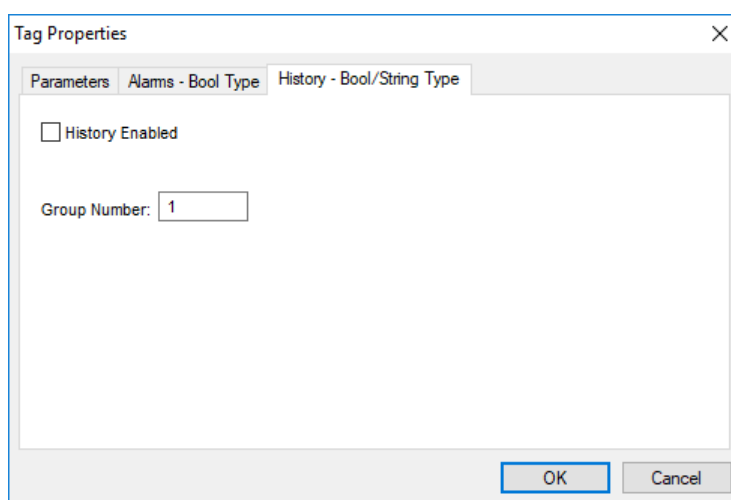 Tag Properties
Parameters Alarms - Bool Type History - Bool/String Type
History Enabled
Group Number: 1
OK Cancel